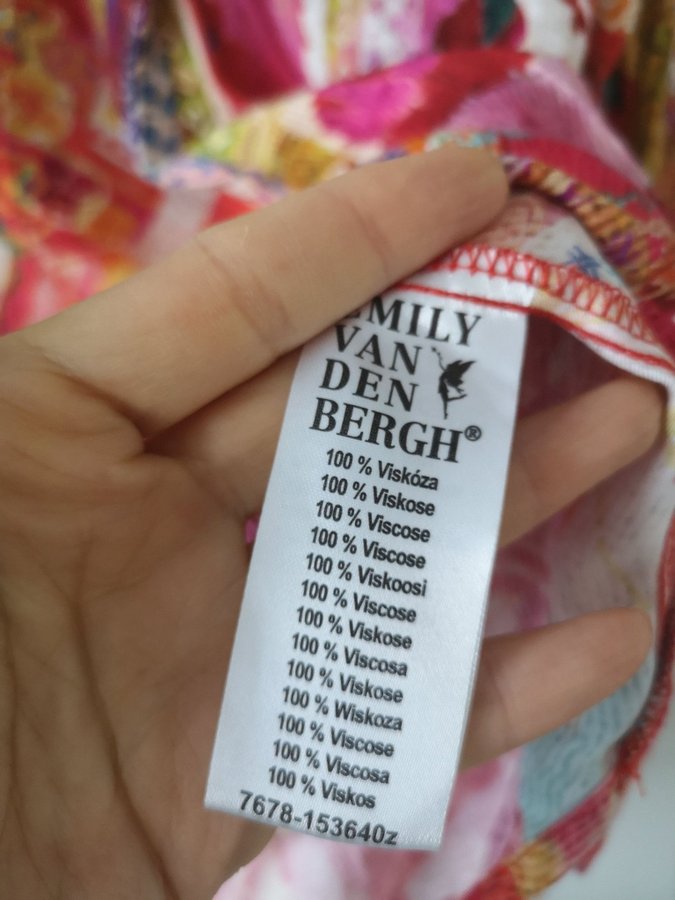 EMILY
VAN
DEN
BERGH®
100 % Viskóza
100 % Viskose
100 % Viscose
100 % Viscose
100 % Viskoosi
100 % Viscose
100 % Viskose
100 % Viscosa
100 % Viskose
100 % Wiskoza
100 % Viscose
100 % Viscosa
100 % Viskos
7678-153640z